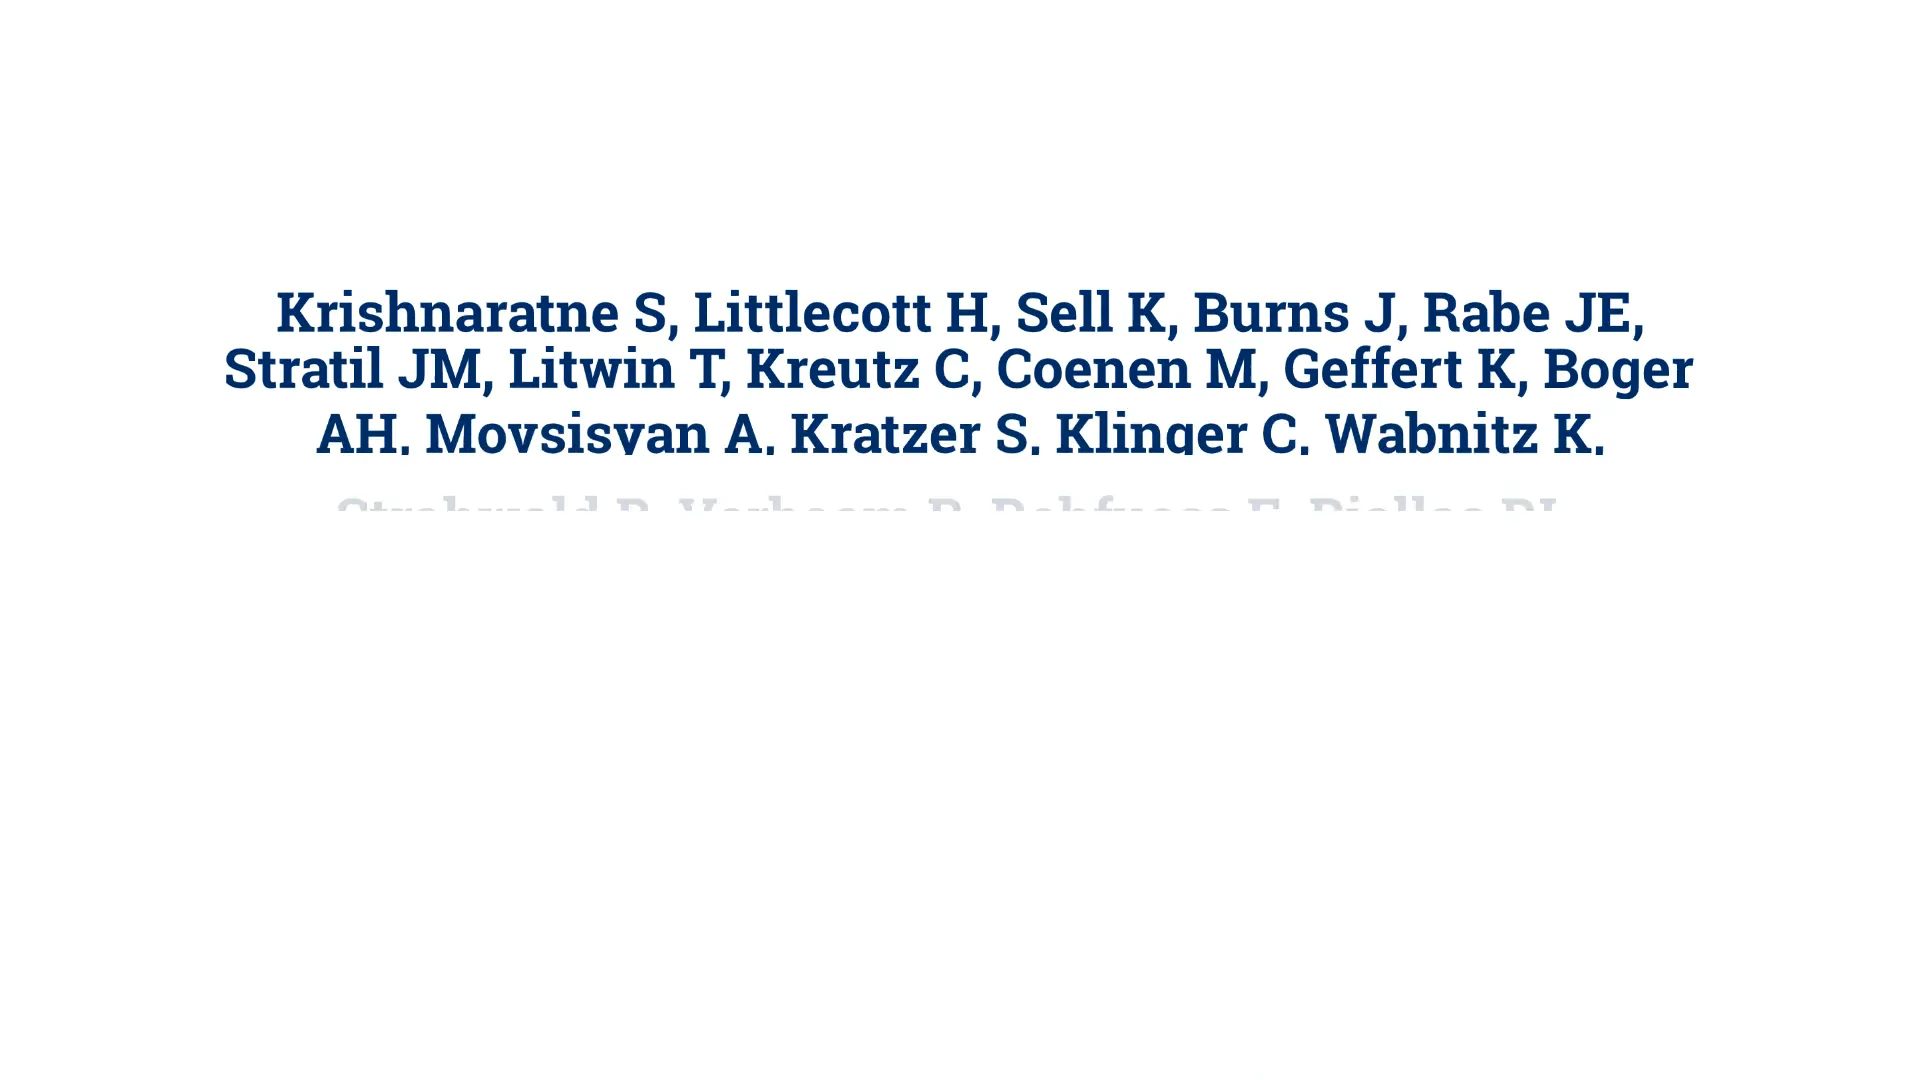 Krishnaratne S, Littlecott H, Sell K, Burns J, Rabe JE,
Stratil JM, Litwin T, Kreutz C, Coenen M, Geffert K, Boger
AH, Movsisyan A, Kratzer S, Klinger C, Wabnitz K,